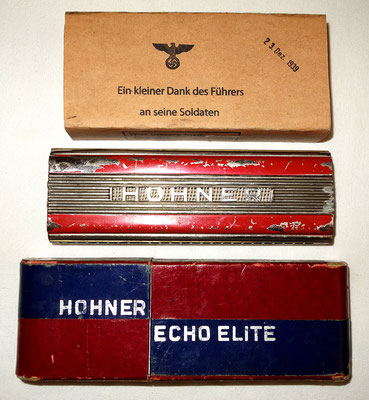 23 Dez. 1939
Ein kleiner Dank des Führers
an seine Soldaten
HOHNER
HOHNER
ECHO ELiTE